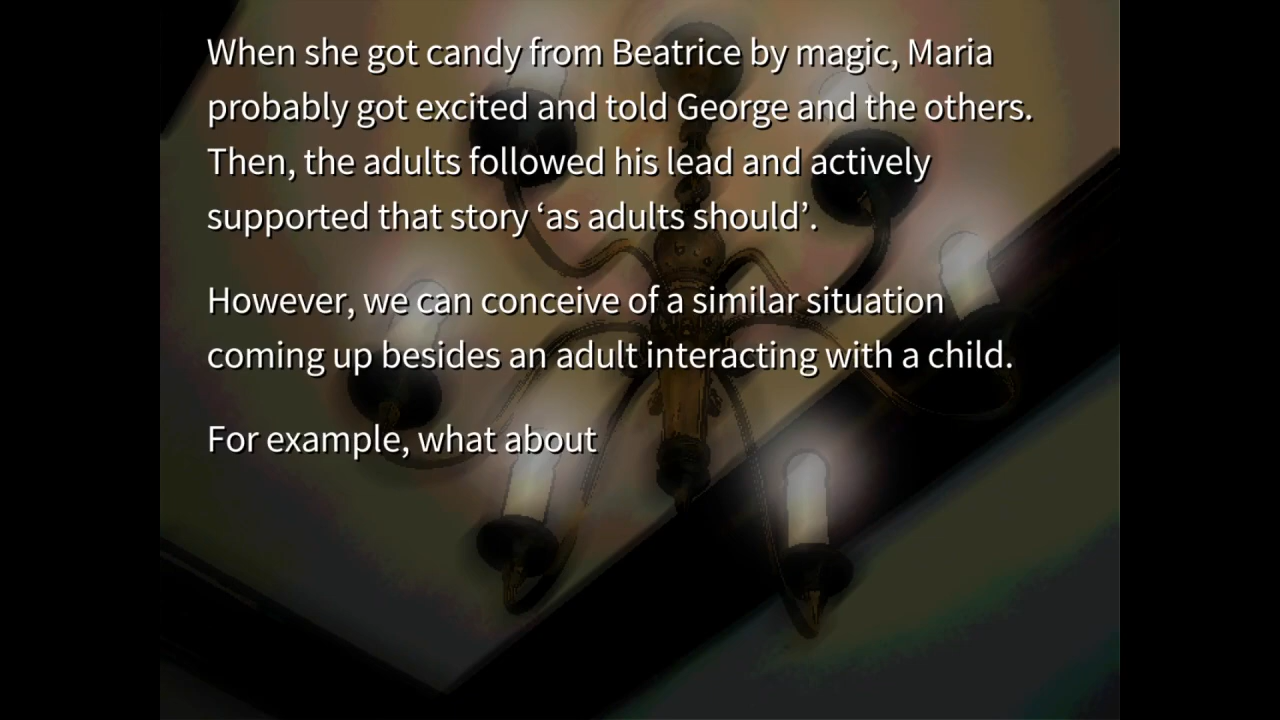 When she got candy from Beatrice by magic, Maria
probably got excited and told George and the others.
Then, the adults followed his lead and actively
supported that story ‘as adults should’.
However, we can conceive of a similar situation
coming up besides an adult interacting with a child.
For example, what about